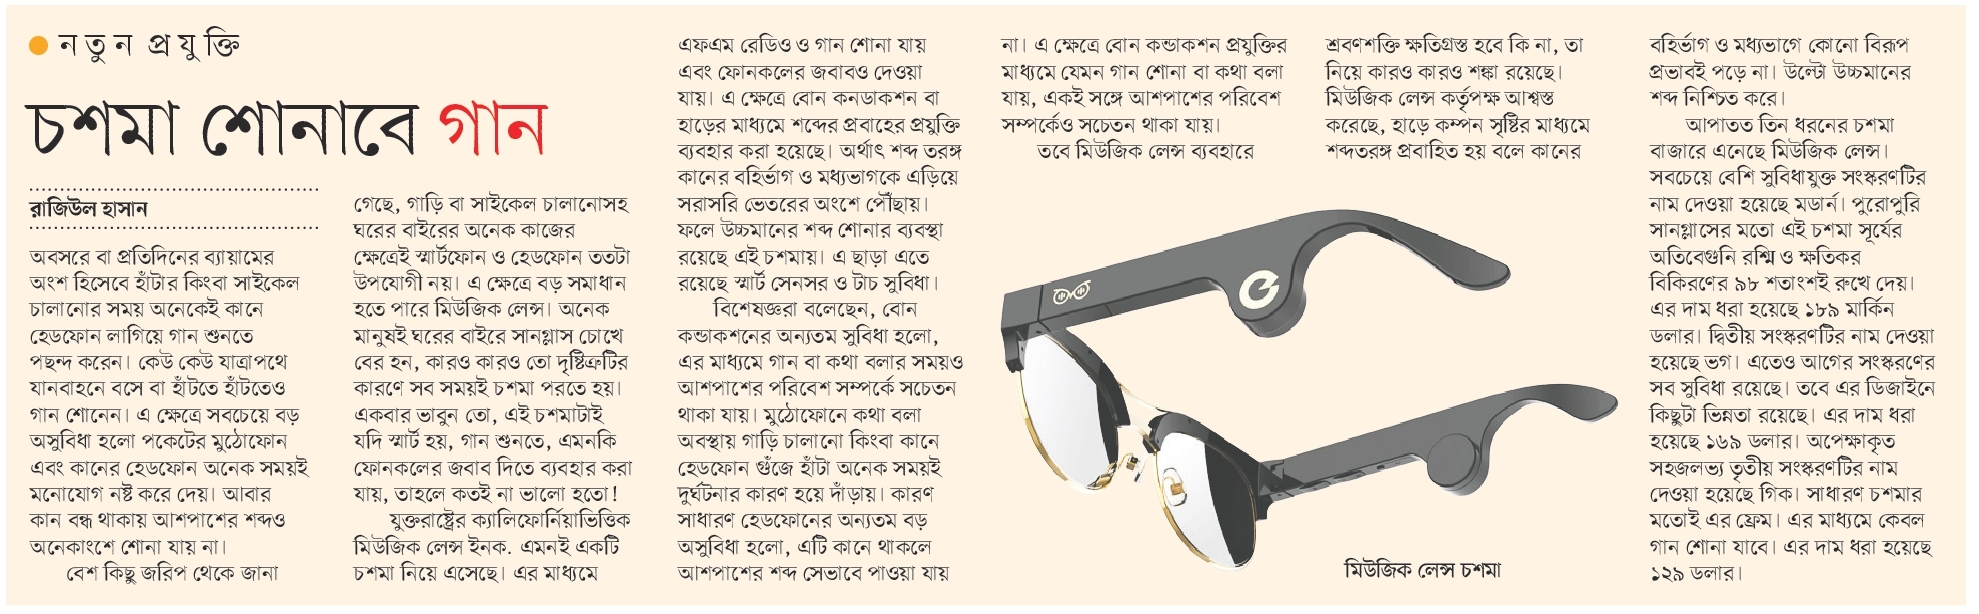 নতুন প্রযুক্তি
চশমা শোনাবে গান
রাজিউল হাসান
অবসরে বা প্রতিদিনের ব্যায়ামের
অংশ হিসেবে হাঁটার কিংবা সাইকেল
চালানোর সময় অনেকেই কানে
হেডফোন লাগিয়ে গান শুনতে
পছন্দ করেন। কেউ কেউ যাত্রাপথে
যানবাহনে বসে বা হাঁটতে হাঁটতেও
গান শোনেন। এ ক্ষেত্রে সবচেয়ে বড়
অসুবিধা হলো পকেটের মুঠোফোন
এবং কানের হেডফোন অনেক সময়ই
মনোযোগ নষ্ট করে দেয়। আবার
কান বন্ধ থাকায় আশপাশের শব্দও
অনেকাংশে শোনা যায় না।
বেশ কিছু জরিপ থেকে জানা
গেছে, গাড়ি বা সাইকেল চালানোসহ
ঘরের বাইরের অনেক কাজের
ক্ষেত্রেই স্মার্টফোন ও হেডফোন ততটা
উপযোগী নয়। এ ক্ষেত্রে বড় সমাধান
হতে পারে মিউজিক লেন্স। অনেক
মানুষই ঘরের বাইরে সানগ্লাস চোখে
বের হন, কারও কারও তো দৃষ্টিত্রুটির
কারণে সব সময়ই চশমা পরতে হয়।
একবার ভাবুন তো, এই চশমাটাই
যদি স্মার্ট হয়, গান শুনতে, এমনকি
ফোনকলের জবাব দিতে ব্যবহার করা
যায়, তাহলে কতই না ভালো হতো!
যুক্তরাষ্ট্রের ক্যালিফোর্নিয়াভিত্তিক
মিউজিক লেন্স ইনক. এমনই একটি
চশমা নিয়ে এসেছে। এর মাধ্যমে
এফএম রেডিও ও গান শোনা যায়
এবং ফোনকলের জবাবও দেওয়া
যায়। এ ক্ষেত্রে বোন কনডাকশন বা
হাড়ের মাধ্যমে শব্দের প্রবাহের প্রযুক্তি
ব্যবহার করা হয়েছে। অর্থাৎ শব্দ তরঙ্গ
কানের বহির্ভাগ ও মধ্যভাগকে এড়িয়ে
সরাসরি ভেতরের অংশে পৌঁছায়।
ফলে উচ্চমানের শব্দ শোনার ব্যবস্থা
রয়েছে এই চশমায়। এ ছাড়া এতে
রয়েছে স্মার্ট সেনসর ও টাচ সুবিধা।
বিশেষজ্ঞরা বলেছেন, বোন
কন্ডাকশনের অন্যতম সুবিধা হলো,
এর মাধ্যমে গান বা কথা বলার সময়ও
আশপাশের পরিবেশ সম্পর্কে সচেতন
থাকা যায়। মুঠোফোনে কথা বলা
অবস্থায় গাড়ি চালানো কিংবা কানে
হেডফোন গুঁজে হাঁটা অনেক সময়ই
দুর্ঘটনার কারণ হয়ে দাঁড়ায়। কারণ
সাধারণ হেডফোনের অন্যতম বড়
অসুবিধা হলো, এটি কানে থাকলে
আশপাশের শব্দ সেভাবে পাওয়া যায়
না। এ ক্ষেত্রে বোন কন্ডাকশন প্রযুক্তির
মাধ্যমে যেমন গান শোনা বা কথা বলা
যায়, একই সঙ্গে আশপাশের পরিবেশ
সম্পর্কেও সচেতন থাকা যায়।
তবে মিউজিক লেন্স ব্যবহারে
শ্রবণশক্তি ক্ষতিগ্রস্ত হবে কি না, তা
নিয়ে কারও কারও শঙ্কা রয়েছে।
মিউজিক লেন্স কর্তৃপক্ষ আশ্বস্ত
করেছে, হাড়ে কম্পন সৃষ্টির মাধ্যমে
শব্দতরঙ্গ প্রবাহিত হয় বলে কানের
বহির্ভাগ ও মধ্যভাগে কোনো বিরূপ
প্রভাবই পড়ে না। উল্টো উচ্চমানের
শব্দ নিশ্চিত করে।
আপাতত তিন ধরনের চশমা
বাজারে এনেছে মিউজিক লেন্স।
সবচেয়ে বেশি সুবিধাযুক্ত সংস্করণটির
নাম দেওয়া হয়েছে মডার্ন। পুরোপুরি
সানগ্লাসের মতো এই চশমা সূর্যের
অতিবেগুনি রশ্মি ও ক্ষতিকর
বিকিরণের ৯৮ শতাংশই রুখে দেয়।
এর দাম ধরা হয়েছে ১৮৯ মার্কিন
ডলার। দ্বিতীয় সংস্করণটির নাম দেওয়া
হয়েছে ভগ। এতেও আগের সংস্করণের
সব সুবিধা রয়েছে। তবে এর ডিজাইনে
কিছুটা ভিন্নতা রয়েছে। এর দাম ধরা
হয়েছে ১৬৯ ডলার। অপেক্ষাকৃত
সহজলভ্য তৃতীয় সংস্করণটির নাম
দেওয়া হয়েছে গিক। সাধারণ চশমার
মতোই এর ফ্রেম। এর মাধ্যমে কেবল
গান শোনা যাবে। এর দাম ধরা হয়েছে
১২৯ ডলার।
মিউজিক লেন্স চশমা